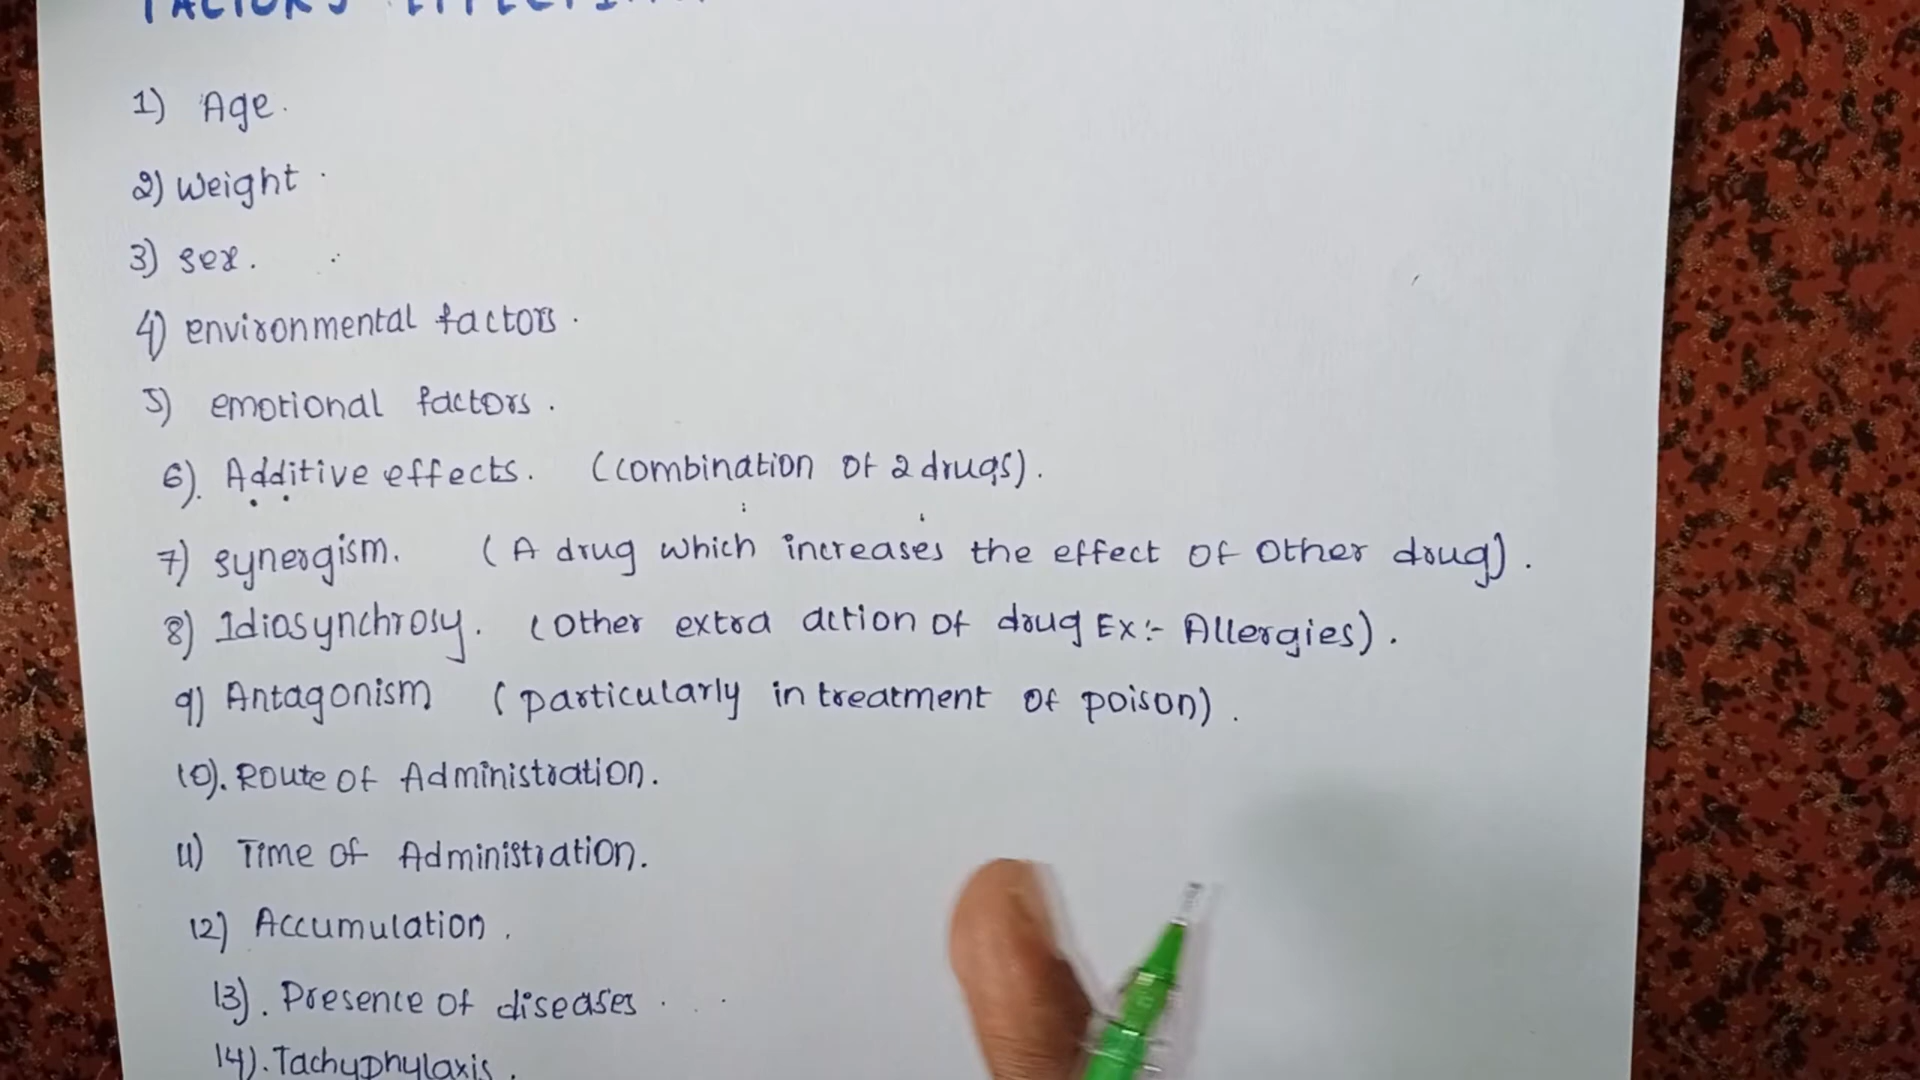 FACTORS EFFECTING
1) Age.
2) weight.
3) sex.
4) environmental factors.
5) emotional factors.
6). Additive effects. (combination of 2 drugs).
7) synergism. (A drug which increases the effect of other drug).
8) Idiosynchrosy. (other extra action of drug Ex:- Allergies).
9) Antagonism (particularly in treatment of poison).
10). Route of Administration.
11) Time of Administration.
12) Accumulation.
13). Presence of diseases.
14). Tachyphylaxis.